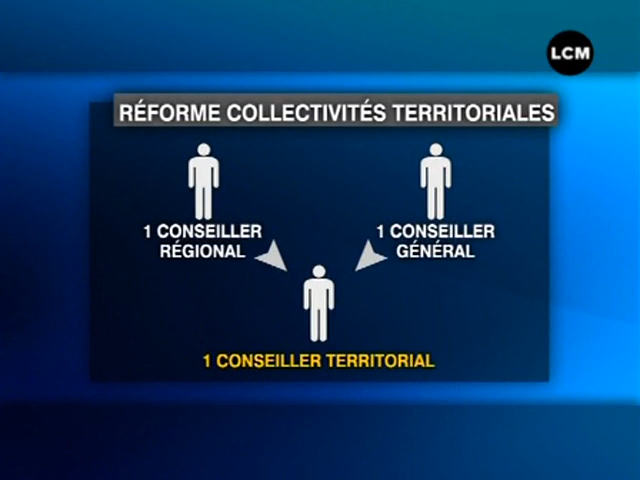 LCM
RÉFORME COLLECTIVITÉS TERRITORIALES
1 CONSEILLER
RÉGIONAL
1 CONSEILLER
GÉNÉRAL
1 CONSEILLER TERRITORIAL